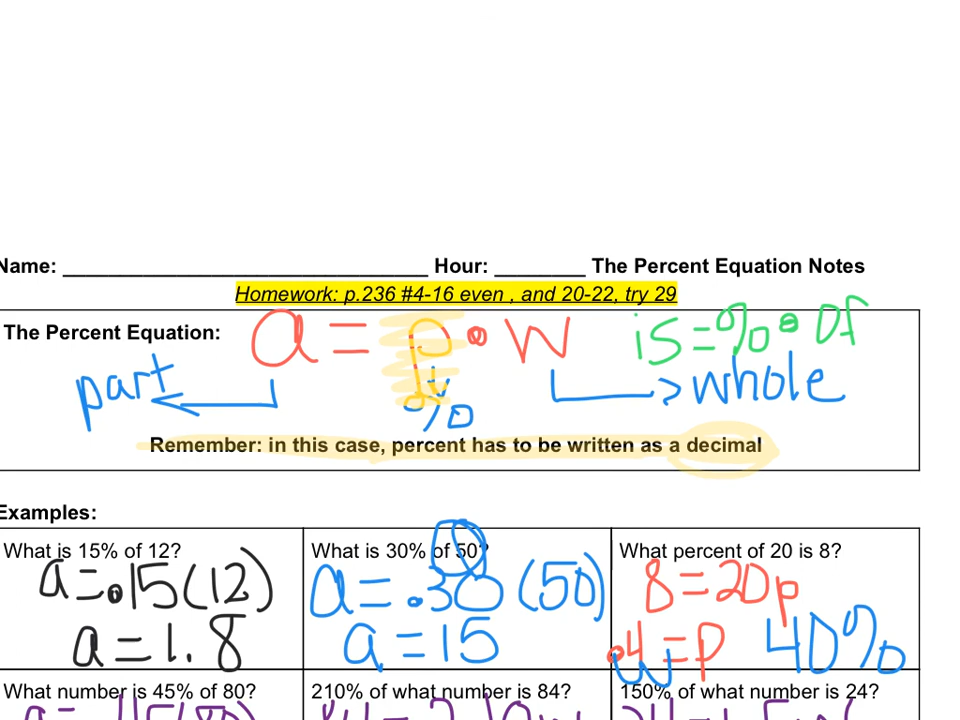 Name: ______________________________ Hour: ________ The Percent Equation Notes
Homework: p.236 #4-16 even , and 20-22, try 29
The Percent Equation: a = p • w is = % • of
part % whole
Remember: in this case, percent has to be written as a decimal
Examples:
What is 15% of 12?
a = .15(12)
a = 1.8
What is 30% of 50?
a = .30(50)
a = 15
What percent of 20 is 8?
8 = 20p
.4 = p 40%
What number is 45% of 80?
210% of what number is 84?
150% of what number is 24?